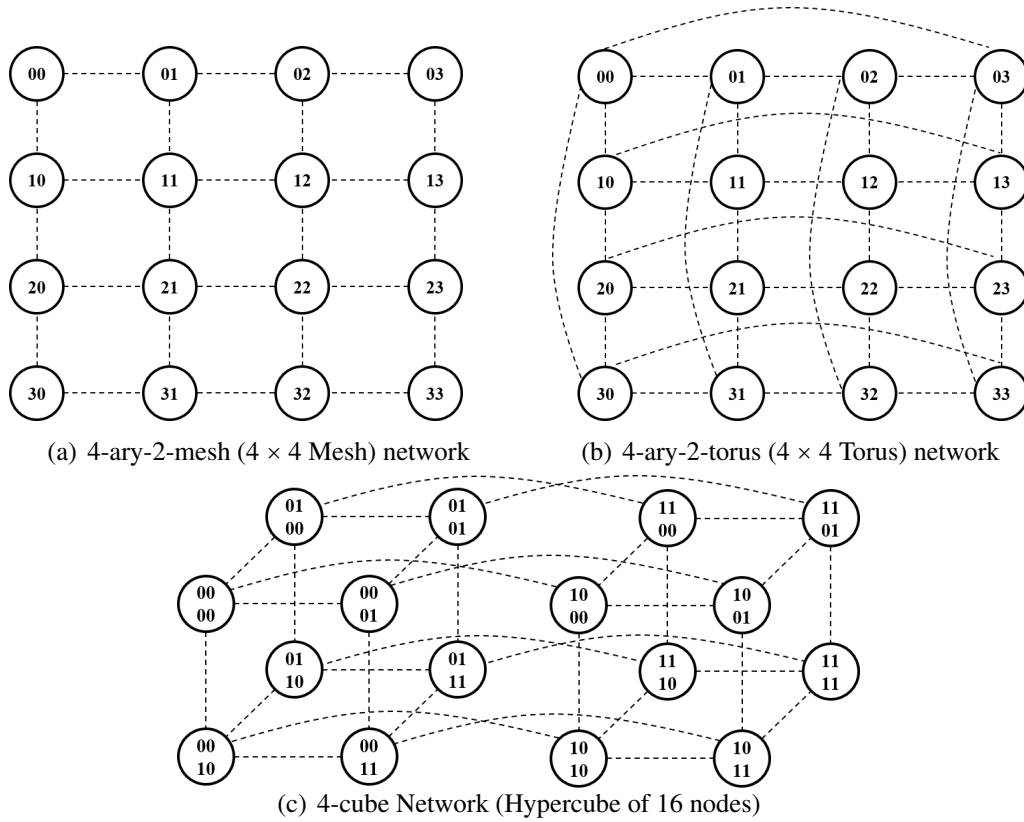 00 01 02 03
10 11 12 13
20 21 22 23
30 31 32 33
(a) 4-ary-2-mesh (4 × 4 Mesh) network
00 01 02 03
10 11 12 13
20 21 22 23
30 31 32 33
(b) 4-ary-2-torus (4 × 4 Torus) network
01 01 11 11
00 01 00 01
00 00 10 10
00 01 00 01
01 01 11 11
10 11 10 11
00 00 10 10
10 11 10 11
(c) 4-cube Network (Hypercube of 16 nodes)